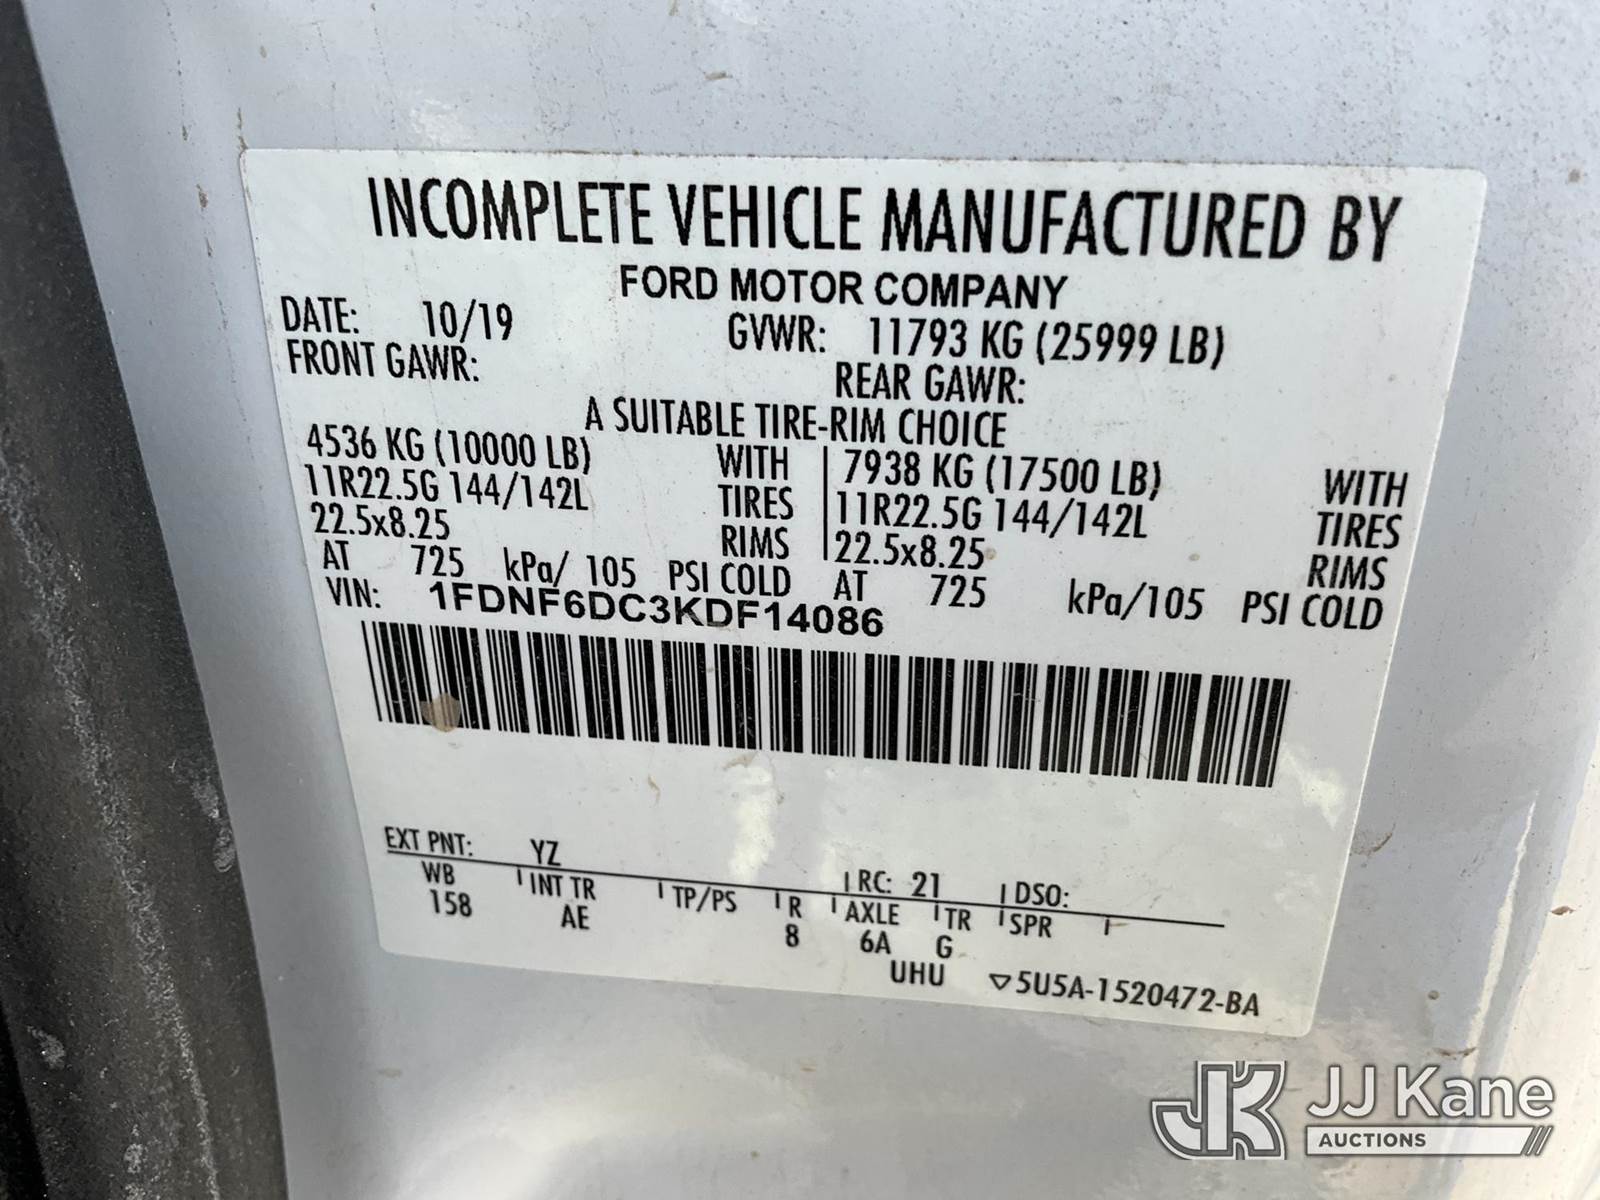 INCOMPLETE VEHICLE MANUFACTURED BY
FORD MOTOR COMPANY
DATE: 10/19 GVWR: 11793 KG (25999 LB)
FRONT GAWR: REAR GAWR:
A SUITABLE TIRE-RIM CHOICE
4536 KG (10000 LB) WITH 7938 KG (17500 LB) WITH
11R22.5G 144/142L TIRES 11R22.5G 144/142L TIRES
22.5x8.25 RIMS 22.5x8.25 RIMS
AT 725 kPa/ 105 PSI COLD AT 725 kPa/105 PSI COLD
VIN: 1FDNF6DC3KDF14086
EXT PNT: YZ RC: 21 DSO:
WB INT TR TP/PS R AXLE TR SPR
158 AE 8 6A G
UHU 5U5A-1520472-BA
JK JJ Kane
AUCTIONS